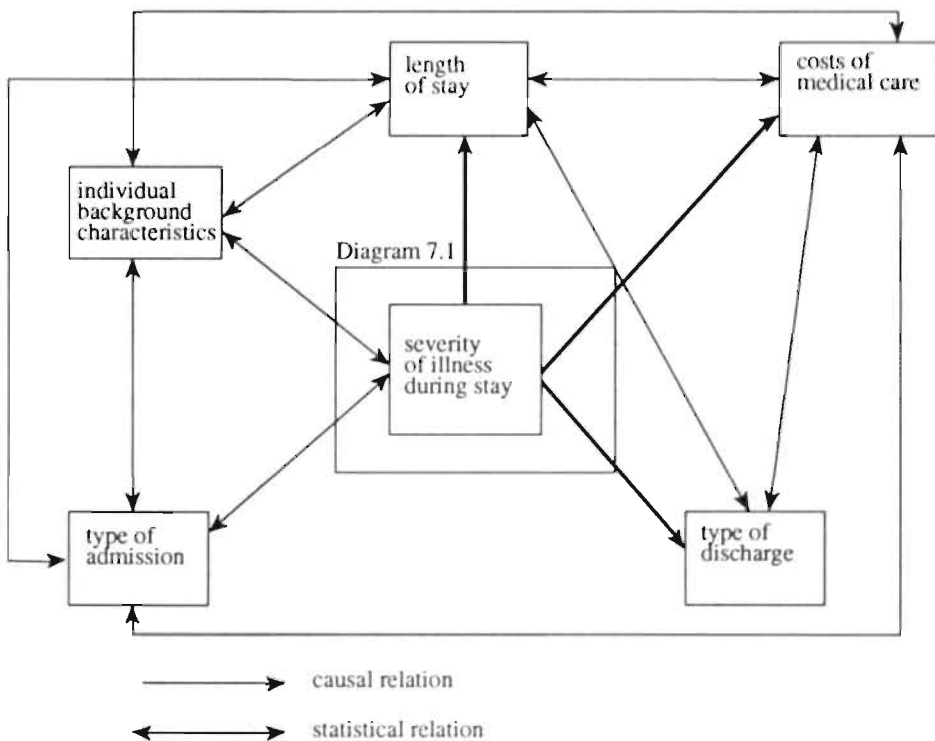 length
of stay
costs of
medical care
individual
background
characteristics
Diagram 7.1
severity
of illness
during stay
type of
admission
type of
discharge
causal relation
statistical relation